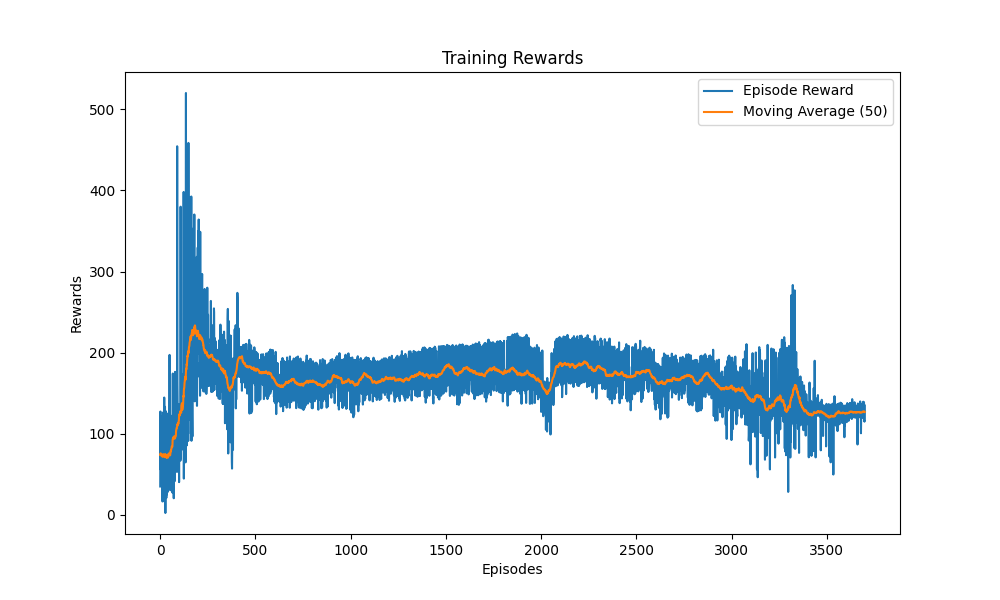 Training Rewards
Episode Reward
Moving Average (50)
Rewards
500
400
300
200
100
0
0 500 1000 1500 2000 2500 3000 3500
Episodes